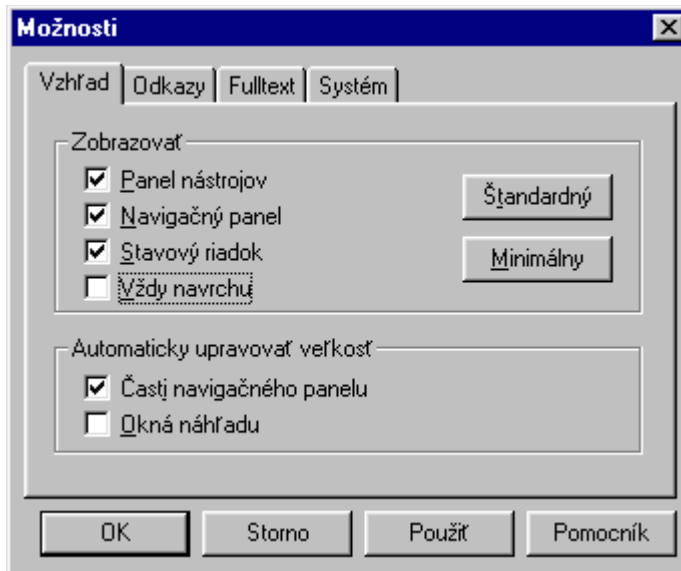 Možnosti
Vzhľad Odkazy Fulltext Systém
Zobrazovať
Panel nástrojov
Navigačný panel
Stavový riadok
Vždy navrchu
Štandardný
Minimálny
Automaticky upravovať veľkosť
Časti navigačného panelu
Okná náhľadu
OK Storno Použiť Pomocník